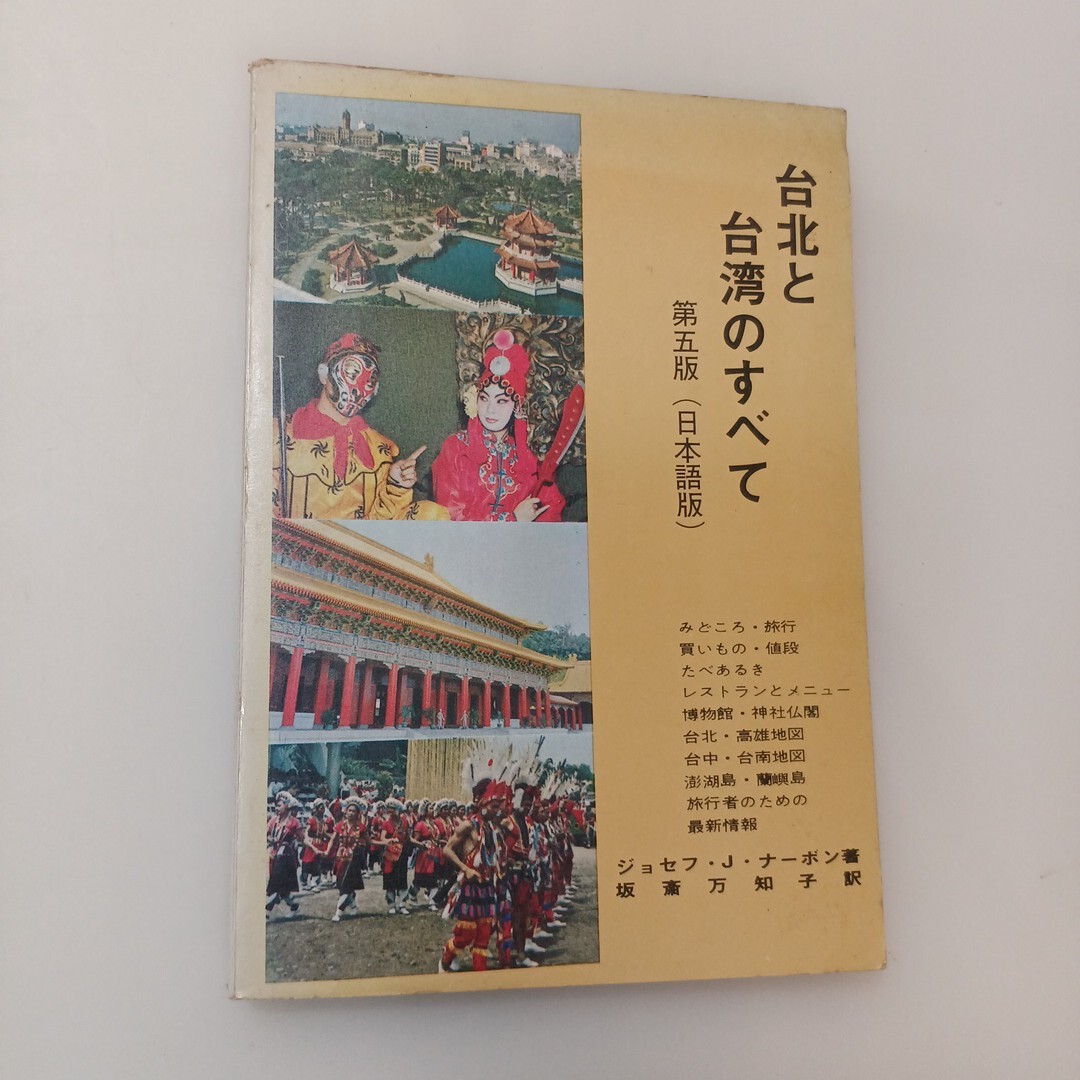 台北と
台湾のすべて
第五版（日本語版）
みどころ・旅行
買いもの・値段
たべあるき
レストランとメニュー
博物館・神社仏閣
台北・高雄地図
台中・台南地図
澎湖島・蘭嶼島
旅行者のための
最新情報
ジョセフ・J・ナーボン著
坂斎万知子訳